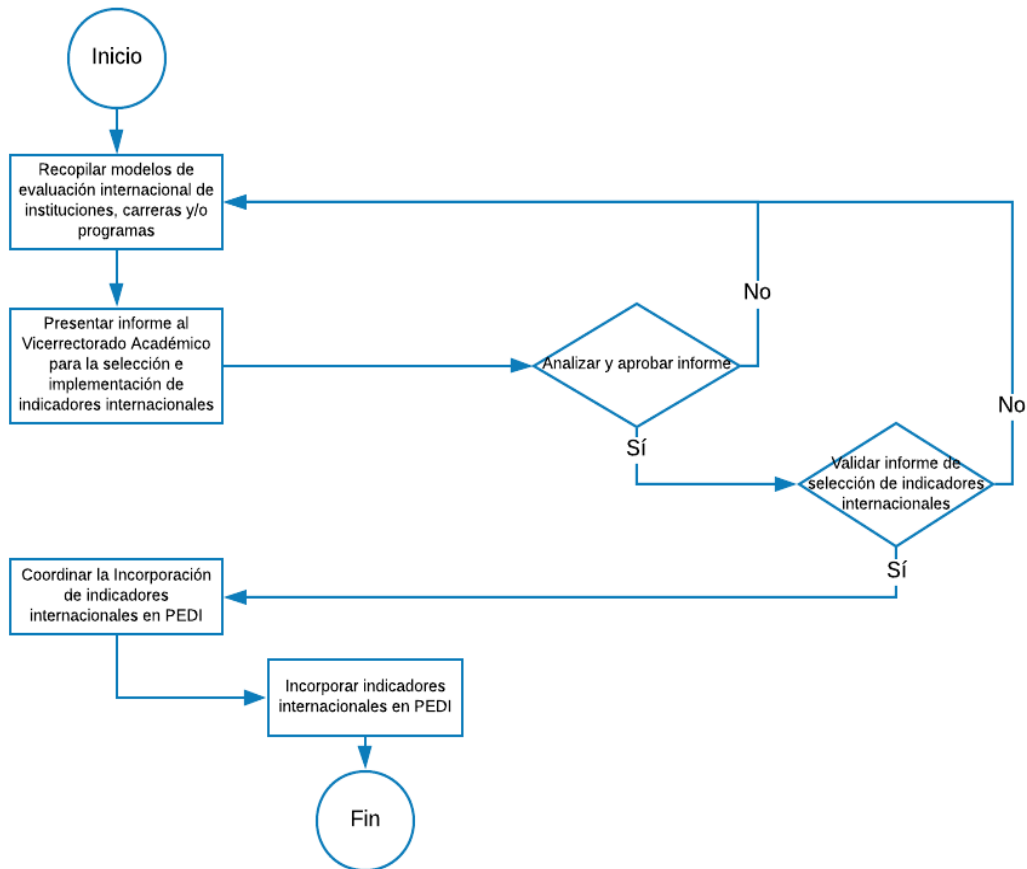 Inicio
Recopilar modelos de
evaluación internacional de
instituciones, carreras y/o
programas
No
Presentar informe al
Vicerrectorado Académico
para la selección e
implementación de
indicadores internacionales
Analizar y aprobar informe
No
Sí
Validar informe de
selección de indicadores
internacionales
Sí
Coordinar la Incorporación
de indicadores
internacionales en PEDI
Incorporar indicadores
internacionales en PEDI
Fin